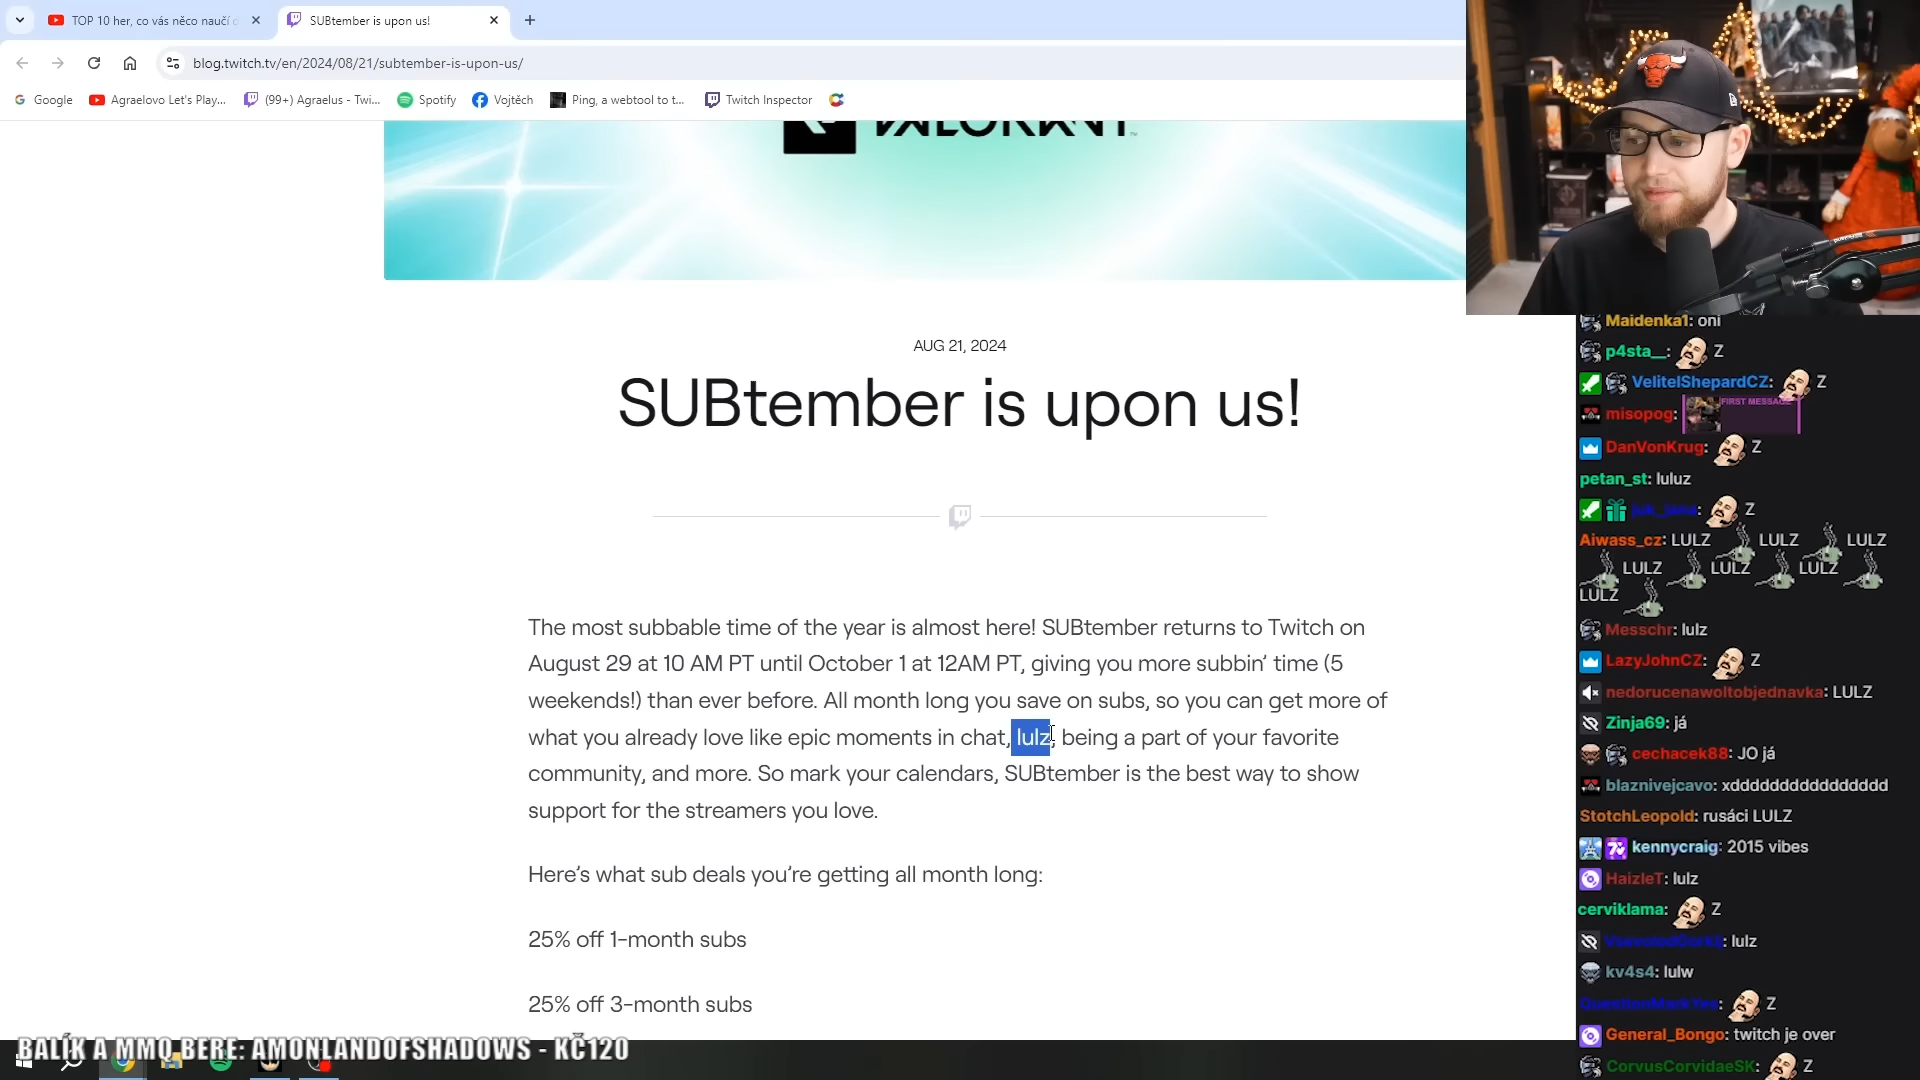 TOP 10 her, co vás něco naučí
SUBtember is upon us!
blog.twitch.tv/en/2024/08/21/subtember-is-upon-us/
Google
Agraelovo Let's Play...
(99+) Agraelus - Twi...
Spotify
Vojtěch
Ping, a webtool to t...
Twitch Inspector
VALORANT
AUG 21, 2024
SUBtember is upon us!
The most subbable time of the year is almost here! SUBtember returns to Twitch on
August 29 at 10 AM PT until October 1 at 12AM PT, giving you more subbin’ time (5
weekends!) than ever before. All month long you save on subs, so you can get more of
what you already love like epic moments in chat, lulz, being a part of your favorite
community, and more. So mark your calendars, SUBtember is the best way to show
support for the streamers you love.
Here’s what sub deals you’re getting all month long:
25% off 1-month subs
25% off 3-month subs
Maidenka1: oni
p4sta__: Z
VelitelShepardCZ: Z
misopog: FIRST MESSAGE
DanVonKrug: Z
petan_st: luluz
juk_jana: Z
Aiwass_cz: LULZ LULZ LULZ
LULZ LULZ LULZ
LULZ
Messchr: lulz
LazyJohnCZ: Z
nedorucenawoltobjednavka: LULZ
Zinja69: já
cechacek88: JO já
blaznivejcavo: xdddddddddddddddd
StotchLeopold: rusáci LULZ
kennycraig: 2015 vibes
HaizleT: lulz
cerviklama: Z
lulz
kv4s4: lulw
QuestionMarkYes: Z
General_Bongo: twitch je over
CorvusCorvidaeSK: Z
BALÍK A MMQ BERE: AMONLANDOFSHADOWS - KČ120